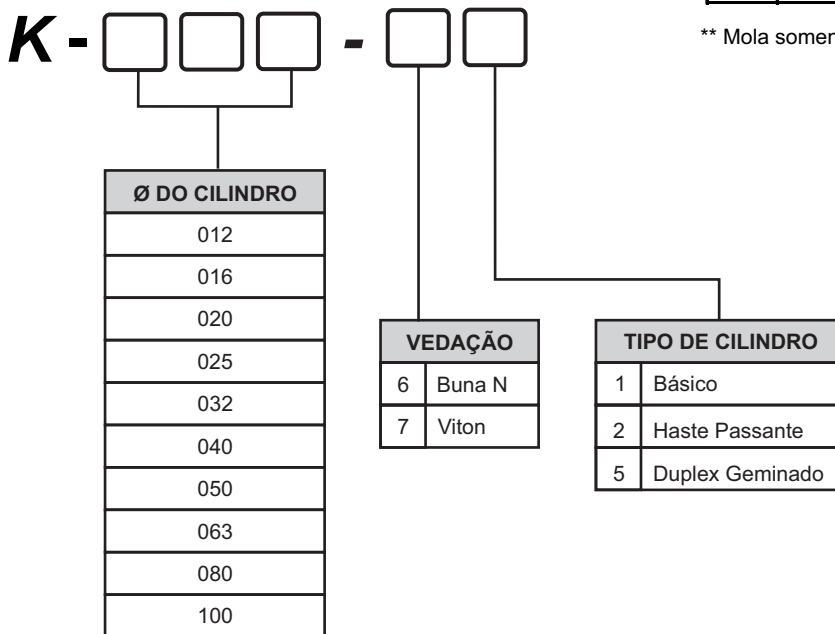 K - -
** Mola somen
Ø DO CILINDRO
012
016
020
025
032
040
050
063
080
100
VEDAÇÃO
6 Buna N
7 Viton
TIPO DE CILINDRO
1 Básico
2 Haste Passante
5 Duplex Geminado